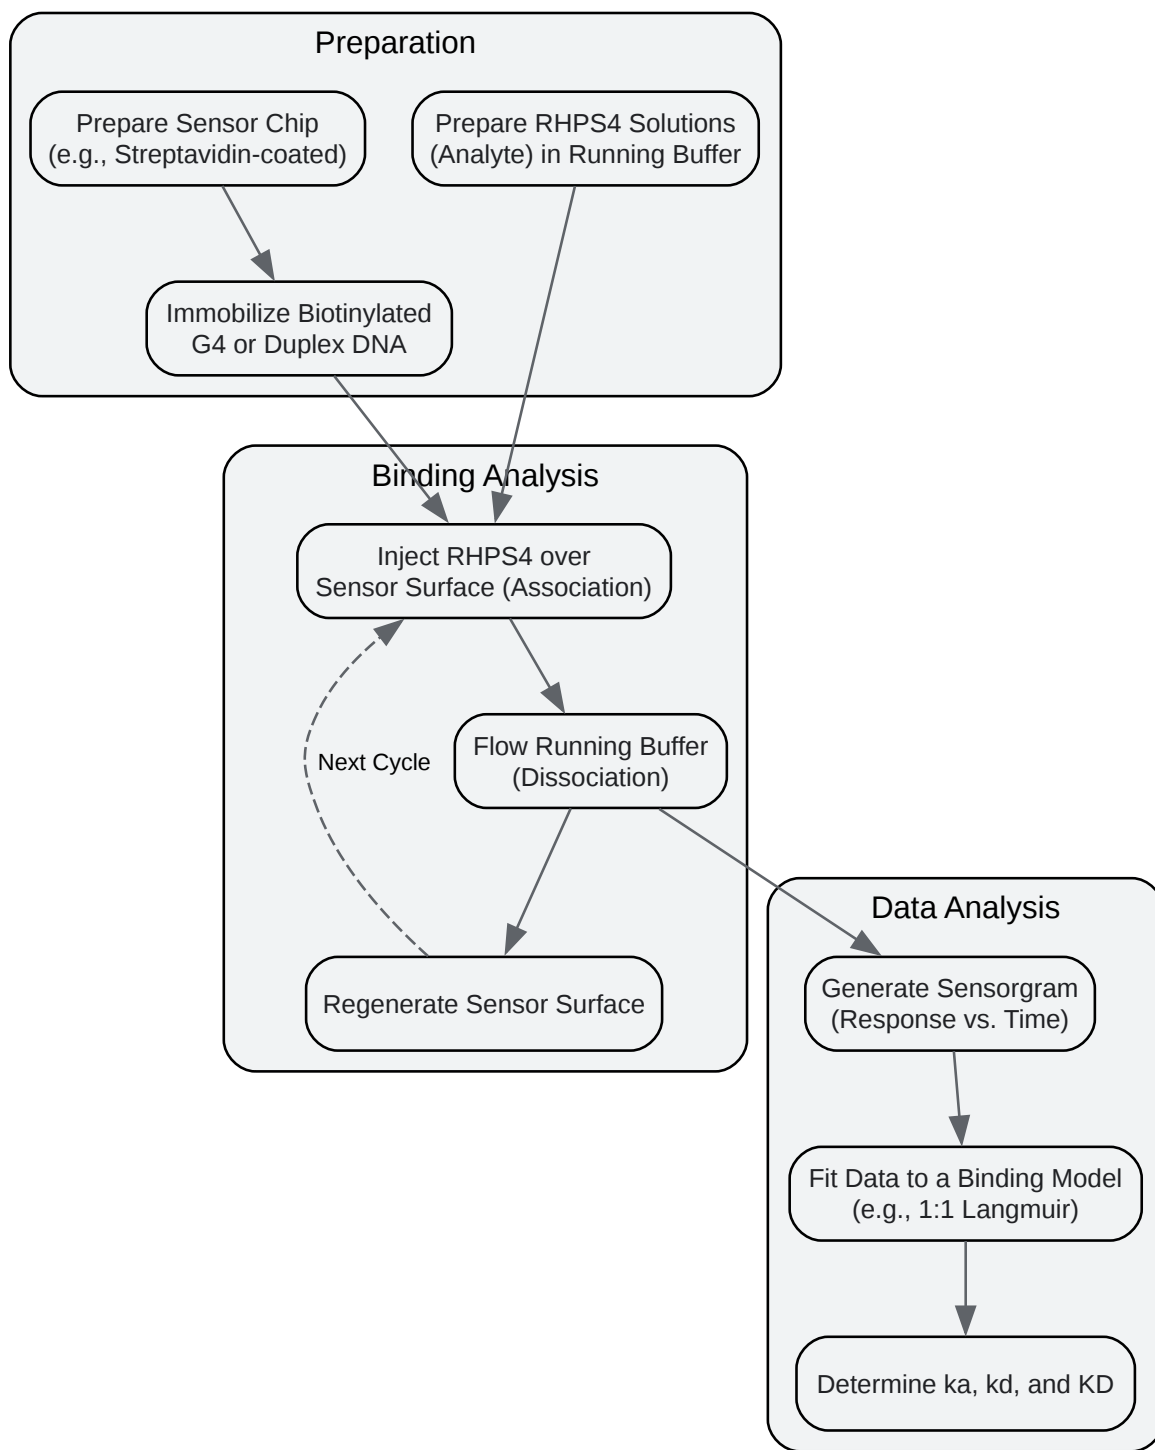 Preparation
Prepare Sensor Chip
(e.g., Streptavidin-coated)
Prepare RHPS4 Solutions
(Analyte) in Running Buffer
Immobilize Biotinylated
G4 or Duplex DNA
Binding Analysis
Inject RHPS4 over
Sensor Surface (Association)
Next Cycle
Flow Running Buffer
(Dissociation)
Regenerate Sensor Surface
Data Analysis
Generate Sensorgram
(Response vs. Time)
Fit Data to a Binding Model
(e.g., 1:1 Langmuir)
Determine ka, kd, and KD